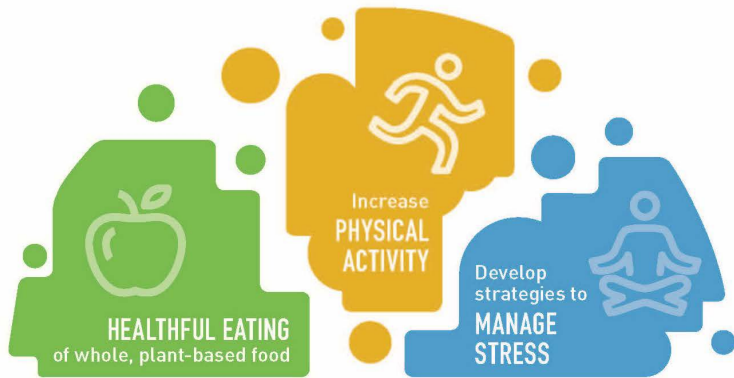 HEALTHFUL EATING
of whole, plant-based food
Increase
PHYSICAL
ACTIVITY
Develop
strategies to
MANAGE
STRESS